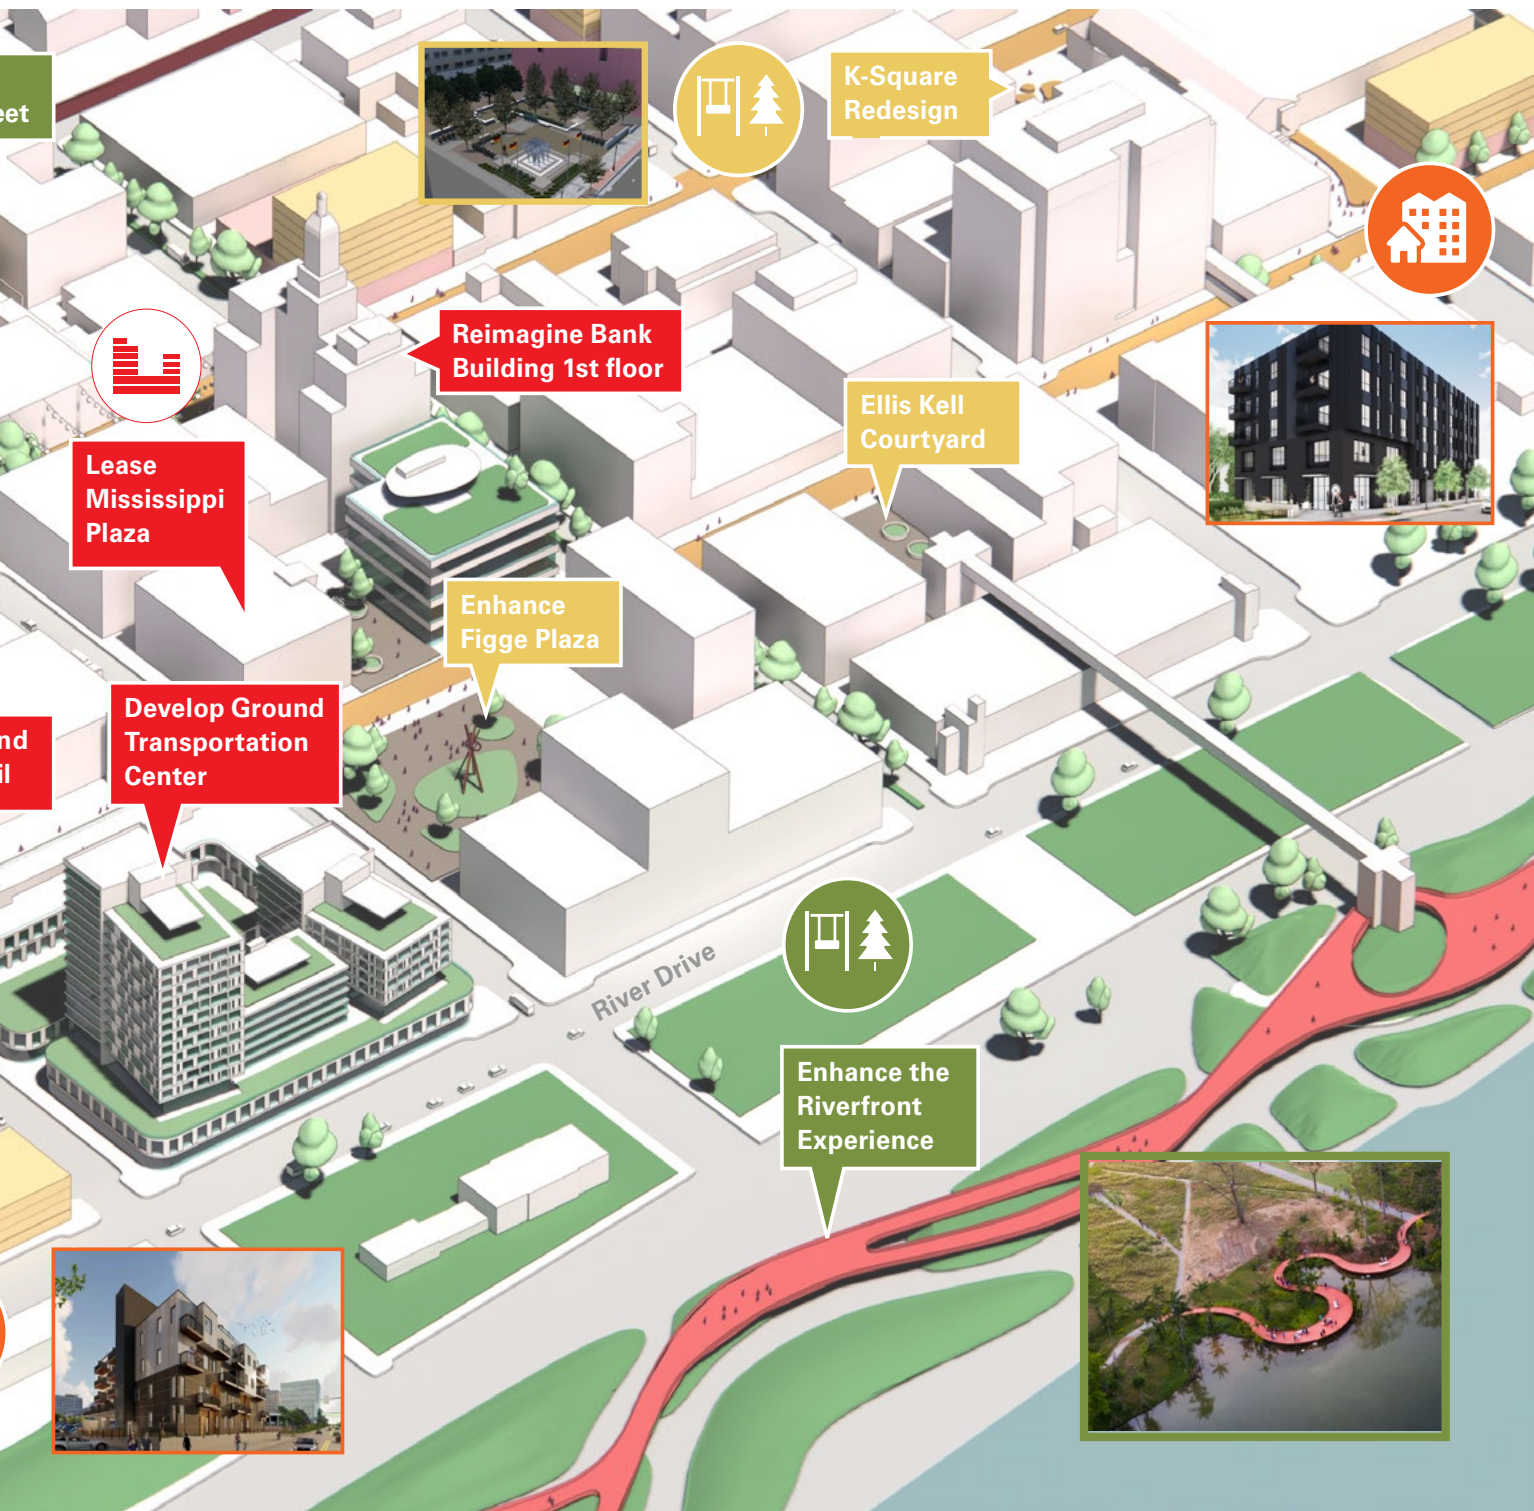 eet
K-Square
Redesign
Reimagine Bank
Building 1st floor
Ellis Kell
Courtyard
Lease
Mississippi
Plaza
Enhance
Figge Plaza
Develop Ground
Transportation
Center
nd
il
River Drive
Enhance the
Riverfront
Experience